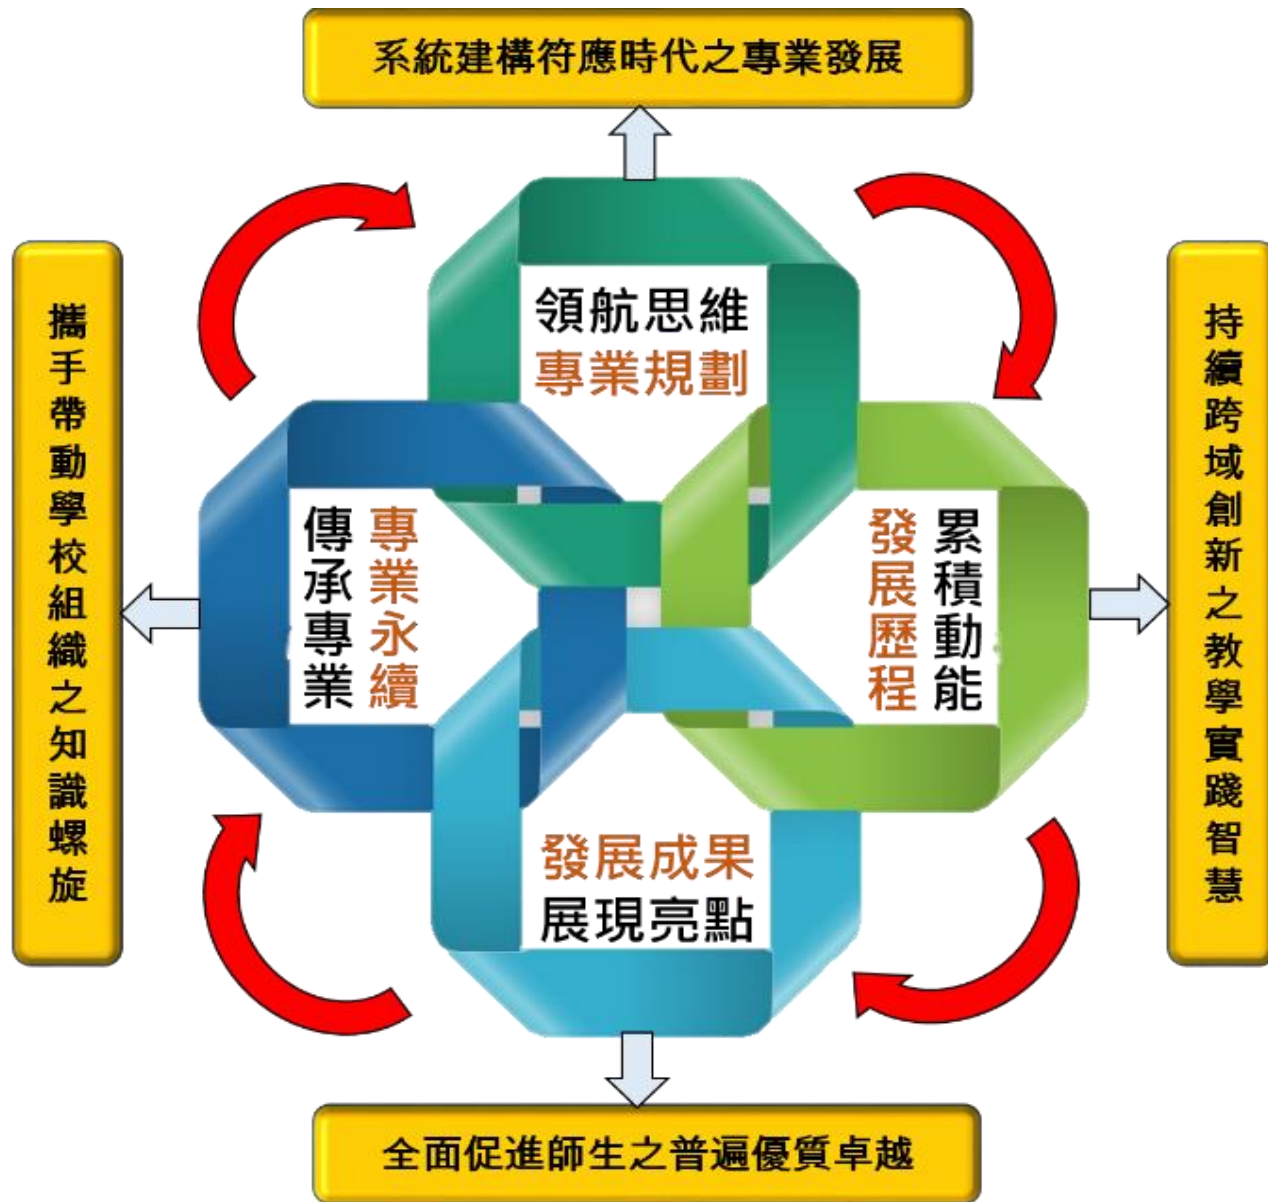 系統建構符應時代之專業發展
領航思維
專業規劃
攜手帶動學校組織之知識螺旋
專業永續
傳承專業
累積動能
發展歷程
持續跨域創新之教學實踐智慧
發展成果
展現亮點
全面促進師生之普遍優質卓越